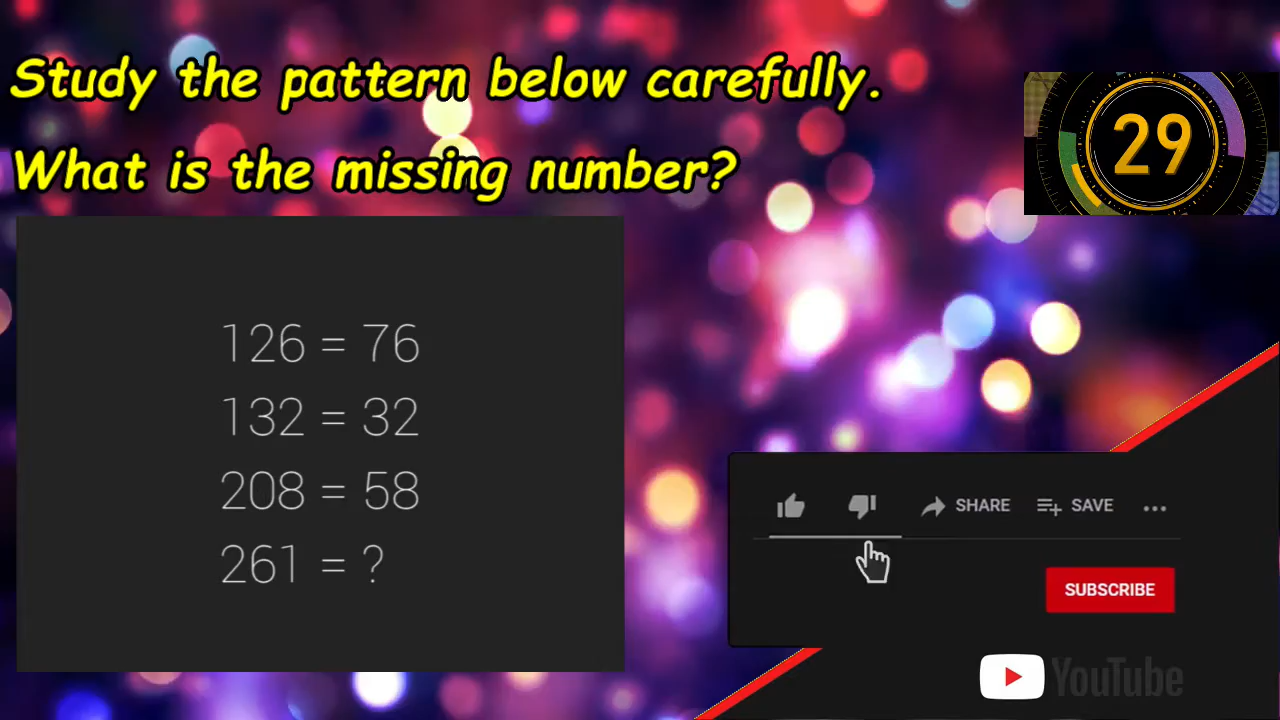 Study the pattern below carefully.
What is the missing number?
29
126 = 76
132 = 32
208 = 58
261 = ?
SHARE
SAVE
SUBSCRIBE
YouTube